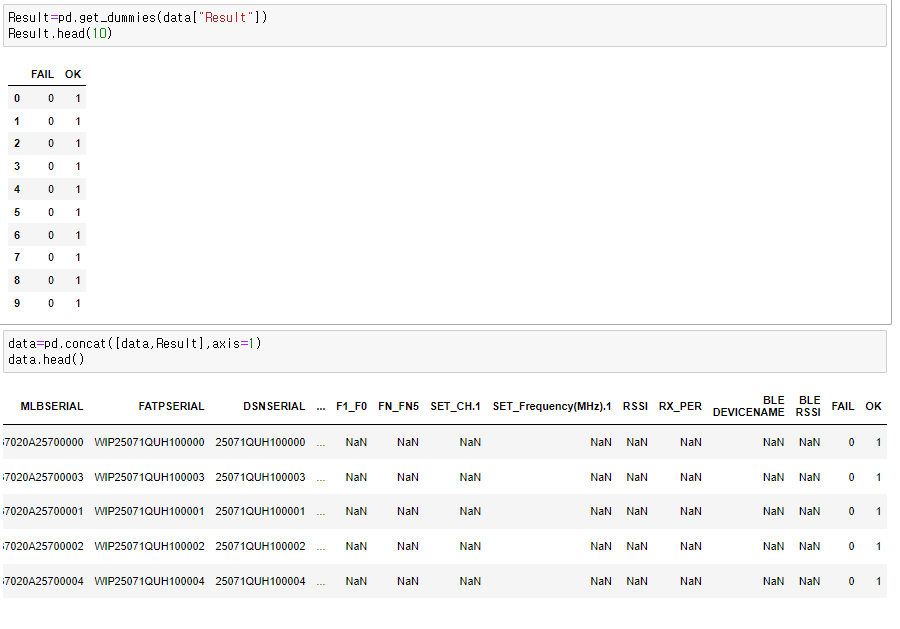 Result=pd.get_dummies(data["Result"])
Result.head(10)
FAIL OK
0 0 1
1 0 1
2 0 1
3 0 1
4 0 1
5 0 1
6 0 1
7 0 1
8 0 1
9 0 1
data=pd.concat([data,Result],axis=1)
data.head()
MLBSERIAL FATPSERIAL DSNSERIAL ... F1_F0 FN_FN5 SET_CH.1 SET_Frequency(MHz).1 RSSI RX_PER BLE DEVICENAME BLE RSSI FAIL OK
7020A25700000 WIP25071QUH100000 25071QUH100000 ... NaN NaN NaN NaN NaN NaN NaN NaN 0 1
7020A25700003 WIP25071QUH100003 25071QUH100003 ... NaN NaN NaN NaN NaN NaN NaN NaN 0 1
7020A25700001 WIP25071QUH100001 25071QUH100001 ... NaN NaN NaN NaN NaN NaN NaN NaN 0 1
7020A25700002 WIP25071QUH100002 25071QUH100002 ... NaN NaN NaN NaN NaN NaN NaN NaN 0 1
7020A25700004 WIP25071QUH100004 25071QUH100004 ... NaN NaN NaN NaN NaN NaN NaN NaN 0 1